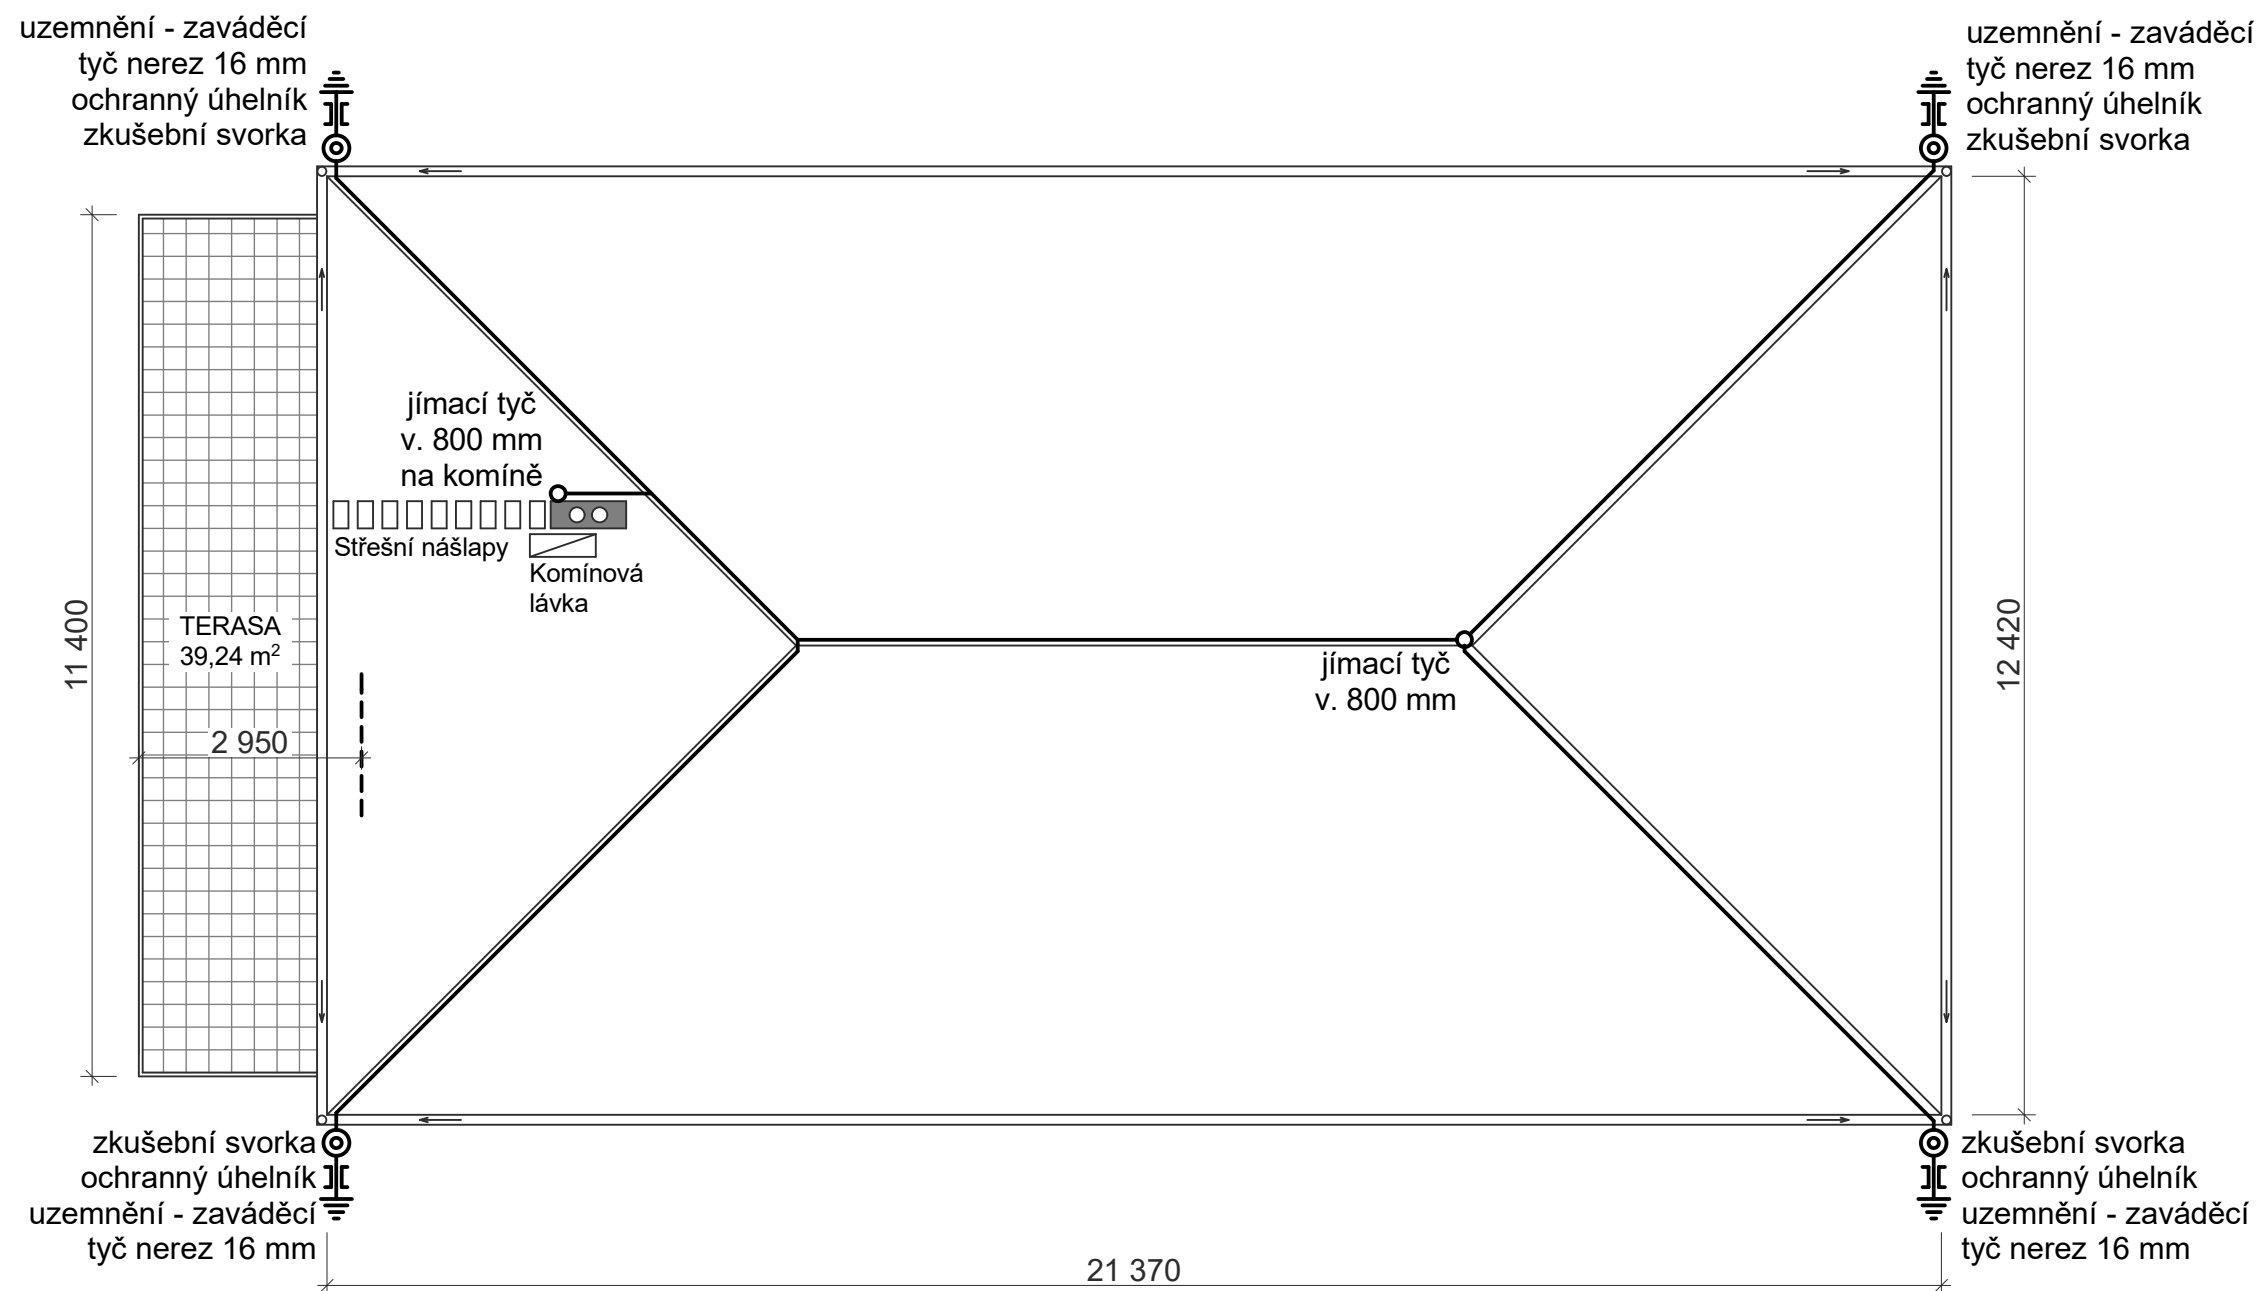 uzemnění - zaváděcí
tyč nerez 16 mm
ochranný úhelník
zkušební svorka
uzemnění - zaváděcí
tyč nerez 16 mm
ochranný úhelník
zkušební svorka
jímací tyč
v. 800 mm
na komíně
Střešní nášlapy
Komínová
lávka
11 400
TERASA
39,24 m²
2 950
jímací tyč
v. 800 mm
12 420
zkušební svorka
ochranný úhelník
uzemnění - zaváděcí
tyč nerez 16 mm
zkušební svorka
ochranný úhelník
uzemnění - zaváděcí
tyč nerez 16 mm
21 370